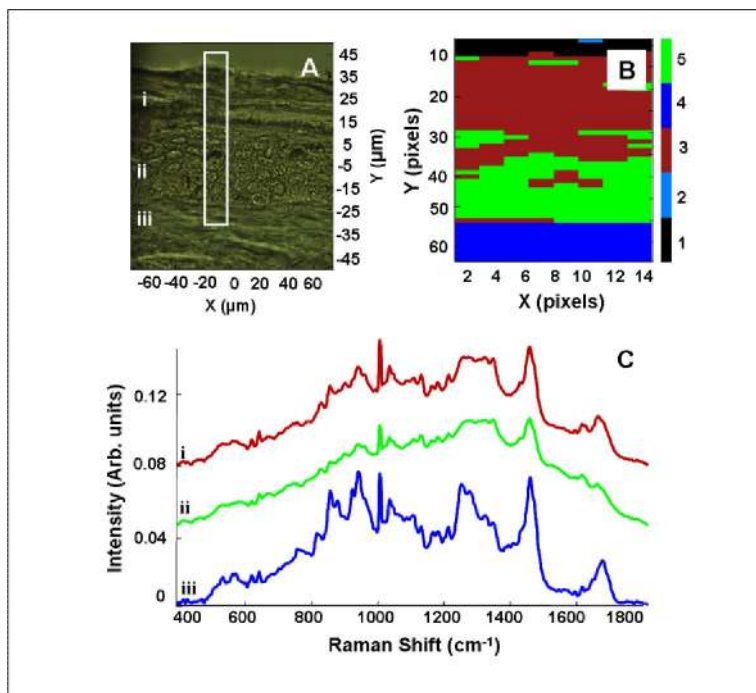 A
i
ii
iii
45
35
25
15
5
-5
-15
-25
-35
-45
Y (µm)
-60 -40 -20 0 20 40 60
X (µm)
B
10
20
30
40
50
60
Y (pixels)
2 4 6 8 10 12 14
X (pixels)
5
4
3
2
1
C
0.12
0.08
0.04
0
Intensity (Arb. units)
i
ii
iii
400 600 800 1000 1200 1400 1600 1800
Raman Shift (cm⁻¹)